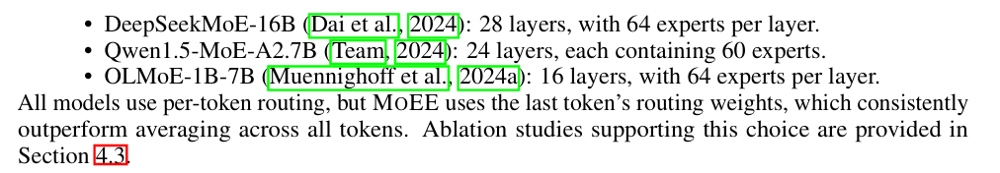 • DeepSeekMoE-16B (Dai et al., 2024): 28 layers, with 64 experts per layer.
• Qwen1.5-MoE-A2.7B (Team, 2024): 24 layers, each containing 60 experts.
• OLMoE-1B-7B (Muennighoff et al., 2024a): 16 layers, with 64 experts per layer.
All models use per-token routing, but MOEE uses the last token's routing weights, which consistently
outperform averaging across all tokens. Ablation studies supporting this choice are provided in
Section 4.3.